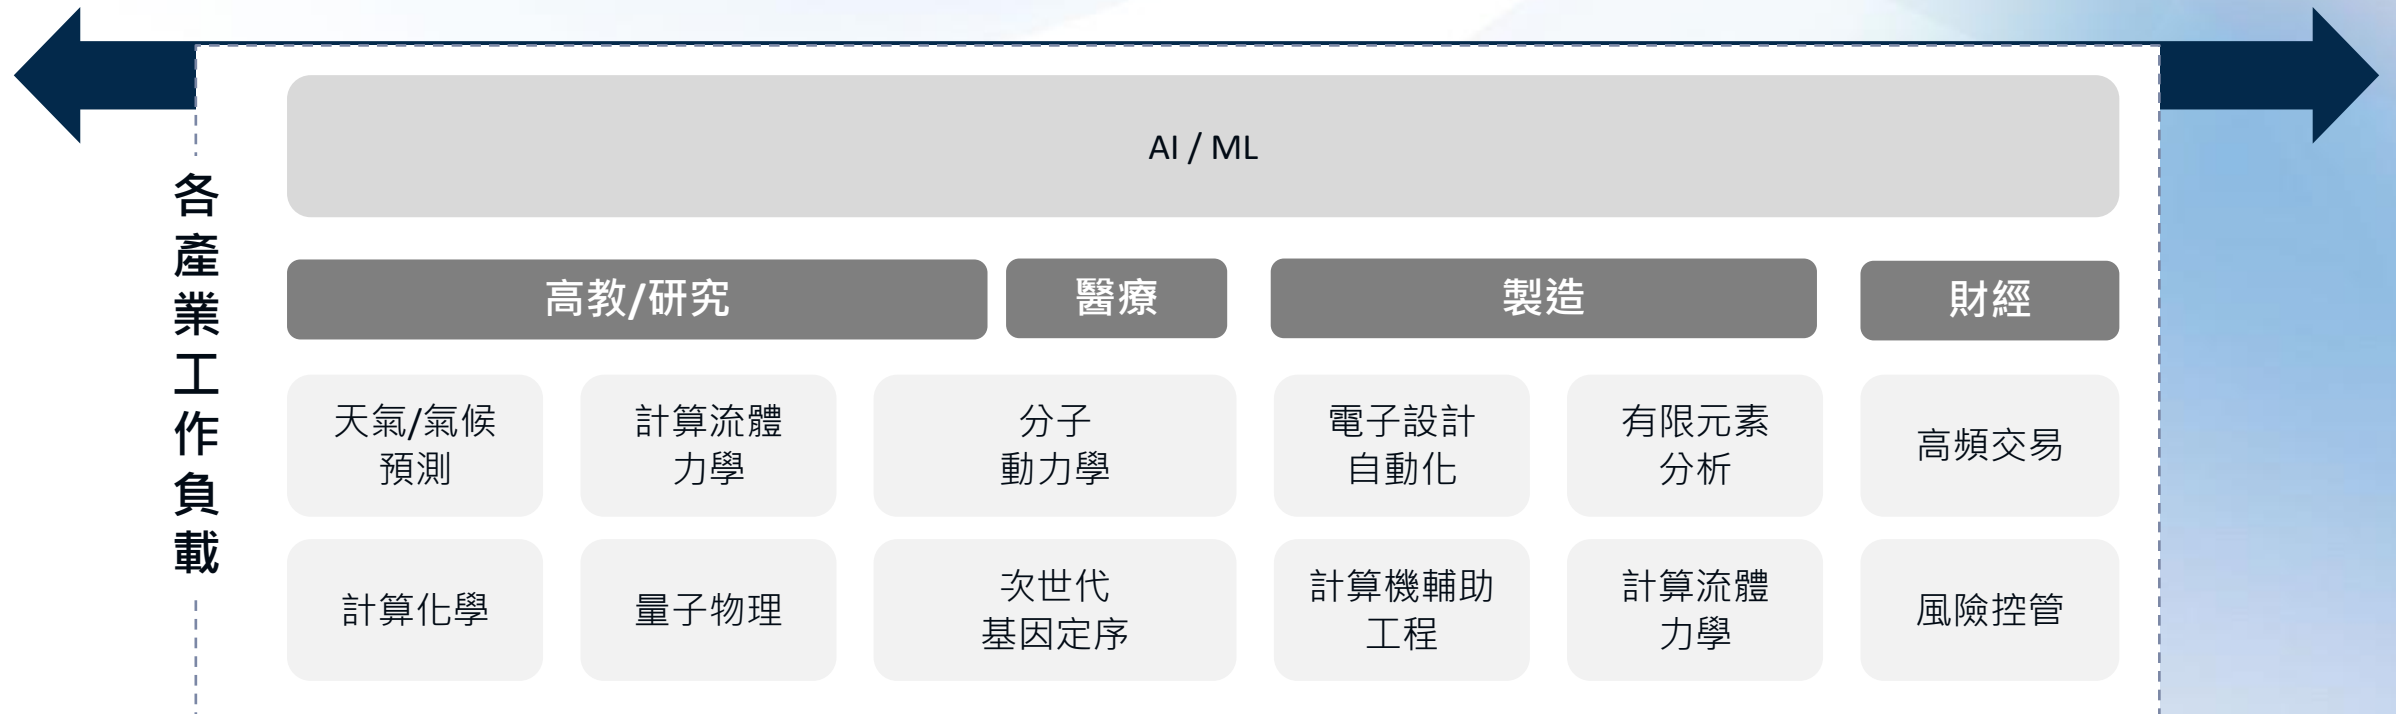 各產業工作負載
AI / ML
高教/研究
醫療
製造
財經
天氣/氣候
預測
計算流體
力學
分子
動力學
電子設計
自動化
有限元素
分析
高頻交易
計算化學
量子物理
次世代
基因定序
計算機輔助
工程
計算流體
力學
風險控管